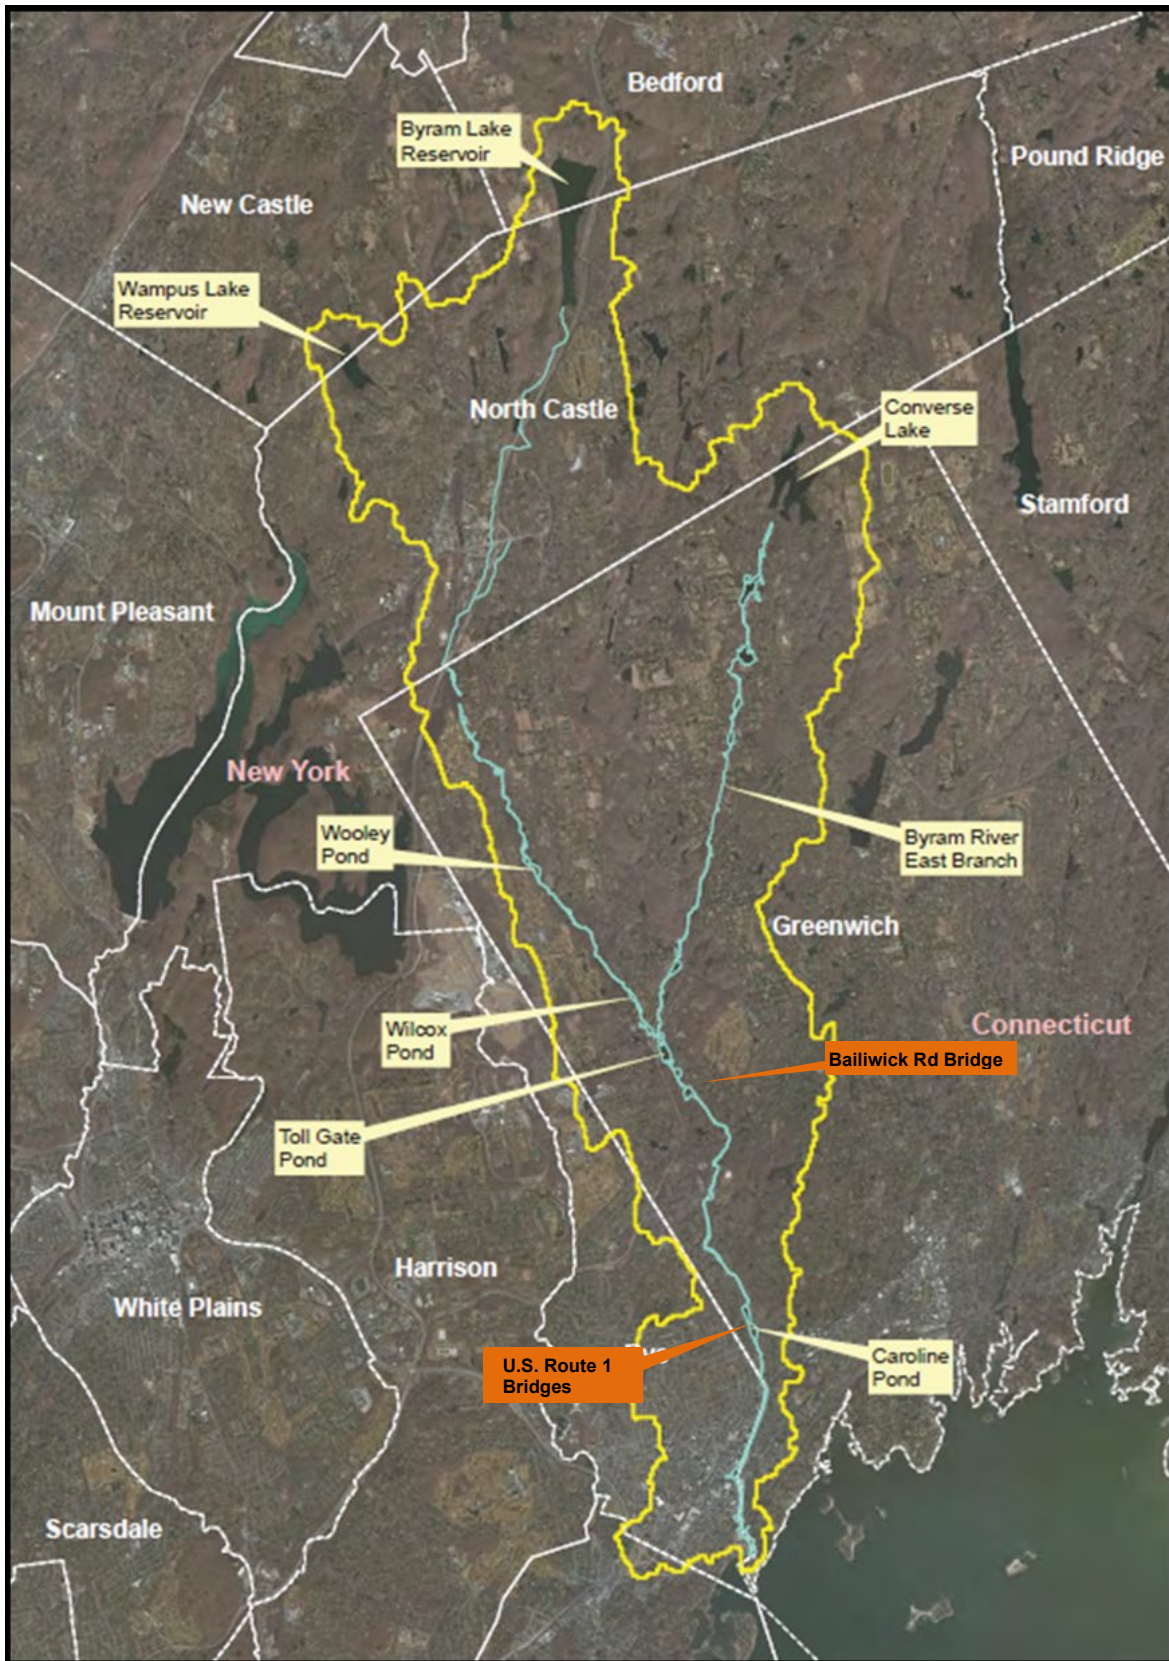 Bedford
Byram Lake
Reservoir
Pound Ridge
New Castle
Wampus Lake
Reservoir
North Castle
Converse
Lake
Stamford
Mount Pleasant
New York
Wooley
Pond
Byram River
East Branch
Greenwich
Wilcox
Pond
Connecticut
Bailiwick Rd Bridge
Toll Gate
Pond
Harrison
White Plains
U.S. Route 1
Bridges
Caroline
Pond
Scarsdale